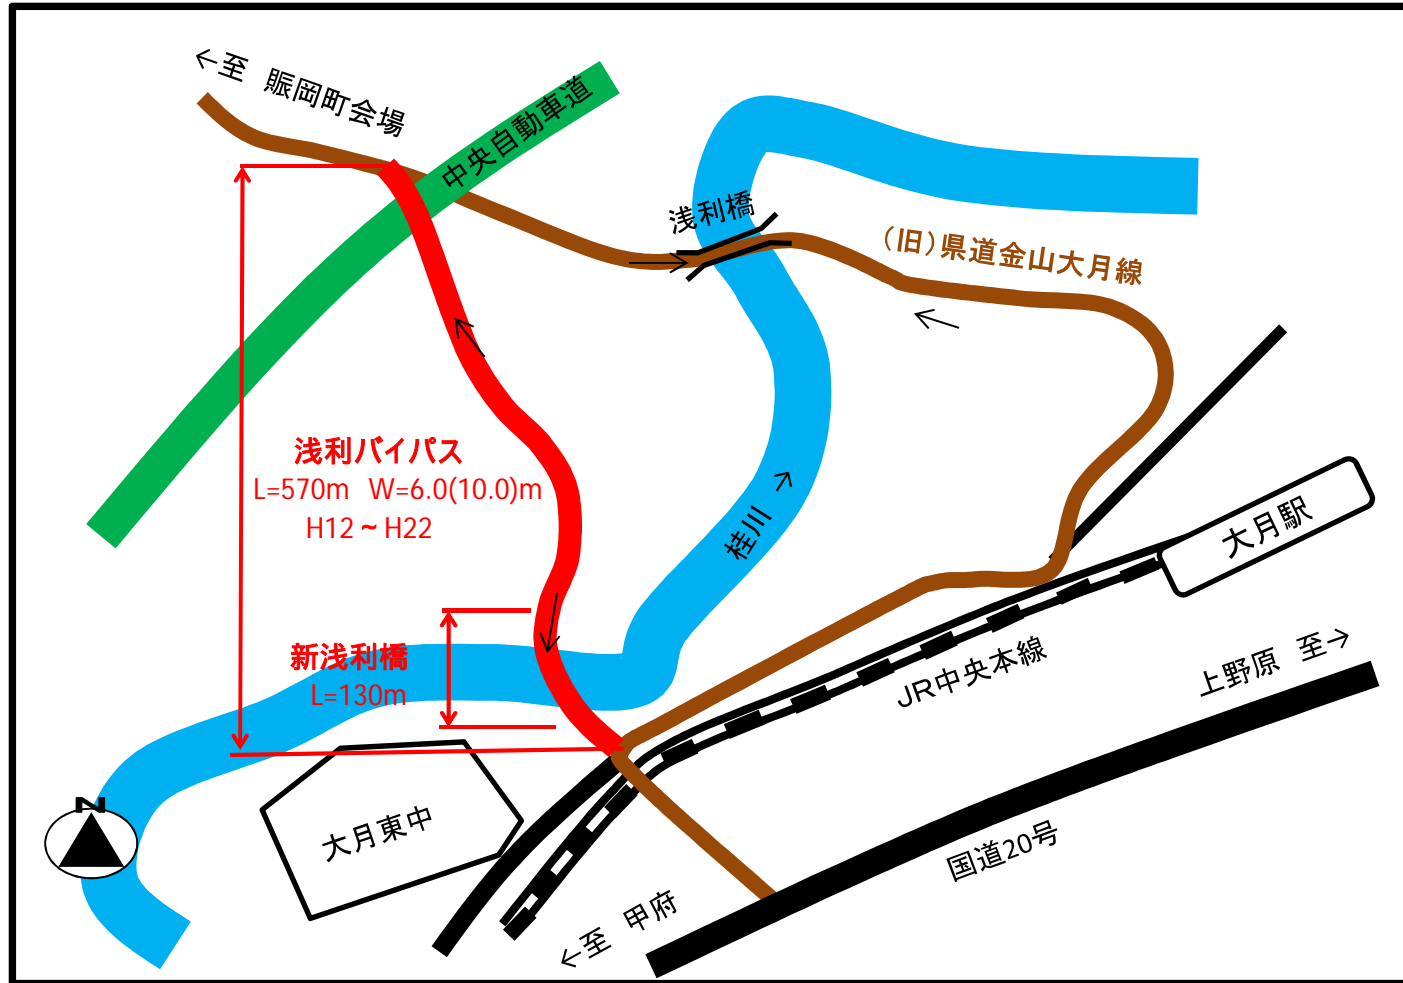 ←至 賑岡町会場
中央自動車道
浅利橋
(旧)県道金山大月線
浅利バイパス
L=570m W=6.0(10.0)m
H12~H22
桂川→
大月駅
新浅利橋
L=130m
JR中央本線
上野原 至→
N
大月東中
国道20号
←至 甲府